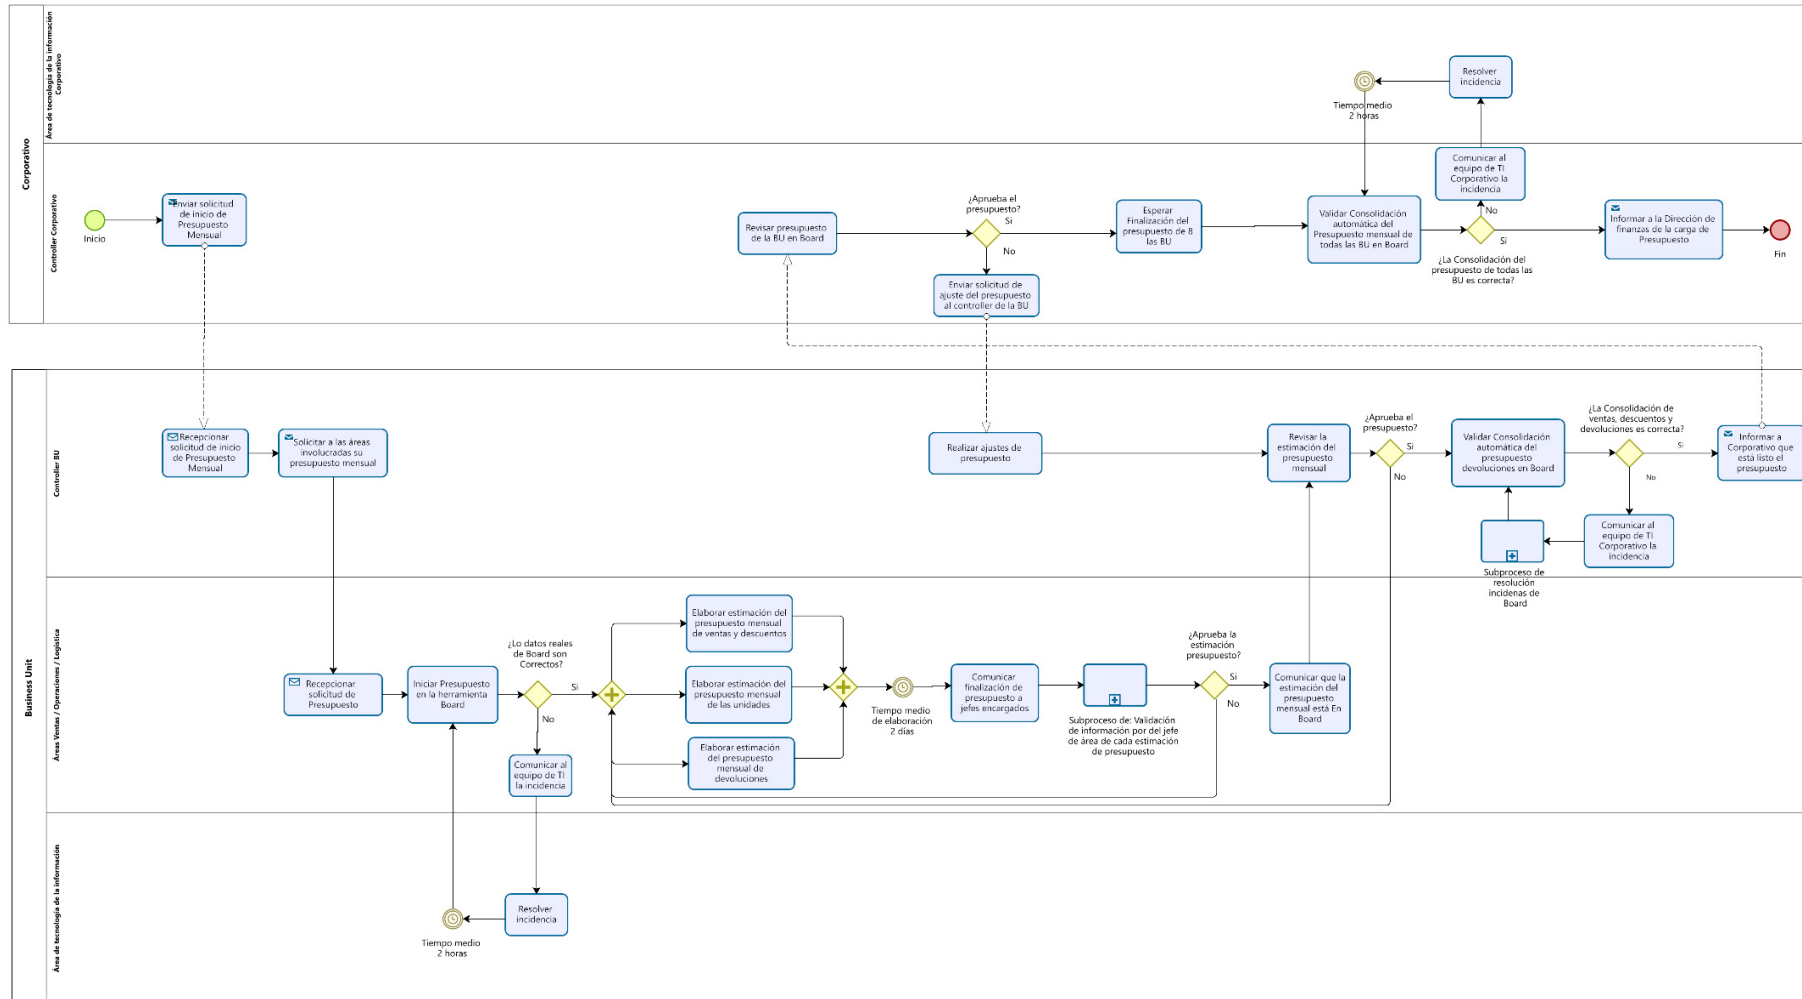 Corporativo
Área de tecnología de la información
Corporativo
Resolver
incidencia
Tiempo medio
2 horas
Controller Corporativo
Inicio
Enviar solicitud
de inicio de
Presupuesto
Mensual
Revisar presupuesto
de la BU en Board
¿Aprueba el
presupuesto?
Si
No
Enviar solicitud de
ajuste del presupuesto
al controller de la BU
Esperar
Finalización del
presupuesto de 8
las BU
Validar Consolidación
automática del
Presupuesto mensual de
todas las BU en Board
Comunicar al
equipo de TI
Corporativo la
incidencia
No
Si
¿La Consolidación del
presupuesto de todas las
BU es correcta?
Informar a la Dirección de
finanzas de la carga de
Presupuesto
Fin
Business Unit
Controller BU
Recepcionar
solicitud de inicio
de Presupuesto
Mensual
Solicitar a las áreas
involucradas su
presupuesto mensual
Realizar ajustes de
presupuesto
Revisar la
estimación del
presupuesto
mensual
¿Aprueba el
presupuesto?
Si
No
Validar Consolidación
automática del
presupuesto
devoluciones en Board
¿La Consolidación de
ventas, descuentos y
devoluciones es correcta?
Si
No
Informar a
Corporativo que
está listo el
presupuesto
Comunicar al
equipo de TI
Corporativo la
incidencia
Subproceso de
resolución
incidenas de
Board
Áreas Ventas / Operaciones / Logística
Recepcionar
solicitud de
Presupuesto
Iniciar Presupuesto
en la herramienta
Board
¿Lo datos reales
de Board son
Correctos?
Si
No
Comunicar al
equipo de TI
la incidencia
Elaborar estimación del
presupuesto mensual
de ventas y descuentos
Elaborar estimación del
presupuesto mensual
de las unidades
Elaborar estimación
del presupuesto
mensual de
devoluciones
Tiempo medio
de elaboración
2 días
Comunicar
finalización de
presupuesto a
jefes encargados
Subproceso de: Validación
de información por del jefe
de área de cada estimación
de presupuesto
¿Aprueba la
estimación
presupuesto?
Si
No
Comunicar que la
estimación del
presupuesto
mensual está En
Board
Área de tecnología de la información
Resolver
incidencia
Tiempo medio
2 horas